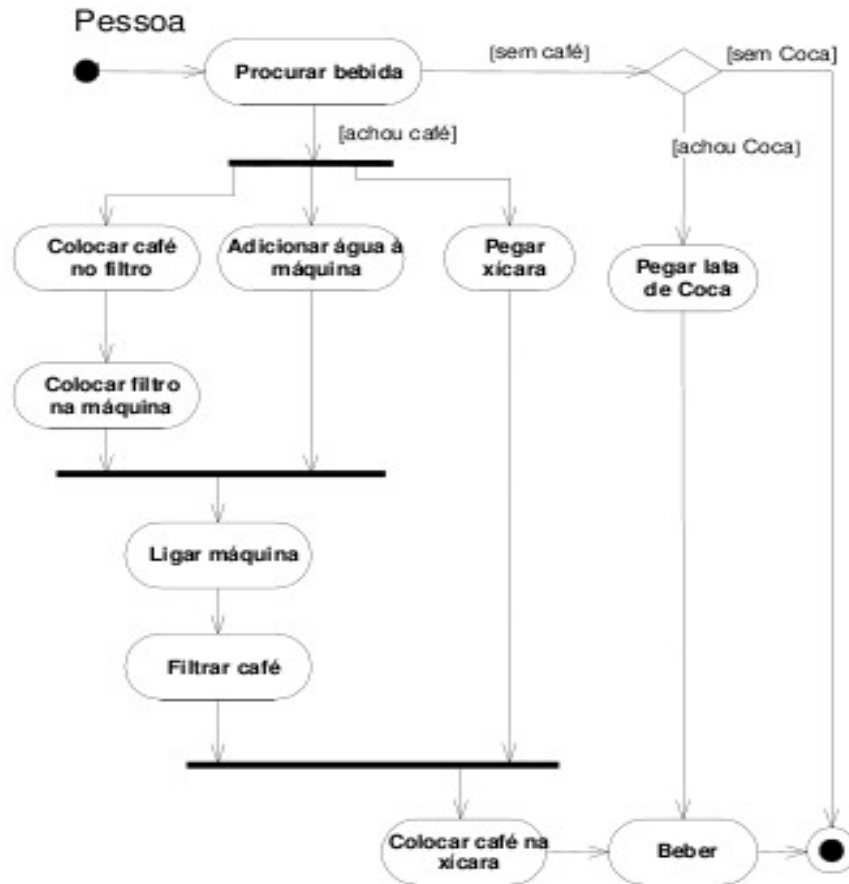 Pessoa
Procurar bebida
[sem café]
[sem Coca]
[achou café]
[achou Coca]
Colocar café
no filtro
Adicionar água à
máquina
Pegar
xícara
Pegar lata
de Coca
Colocar filtro
na máquina
Ligar máquina
Filtrar café
Colocar café na
xícara
Beber